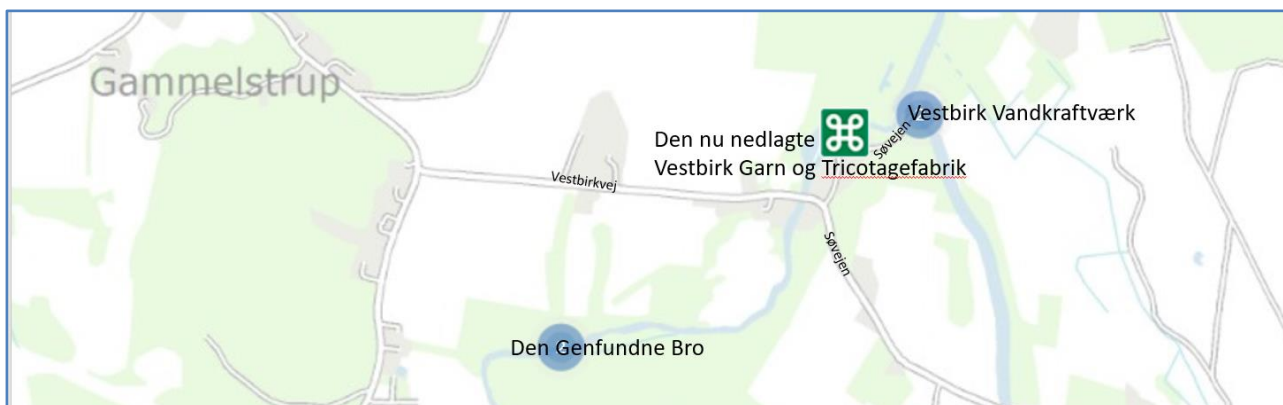 Gammelstrup
Den nu nedlagte
Vestbirk Garn og Tricotagefabrik
Vestbirk Vandkraftværk
Søvejen
Vestbirkvej
Søvejen
Den Genfundne Bro